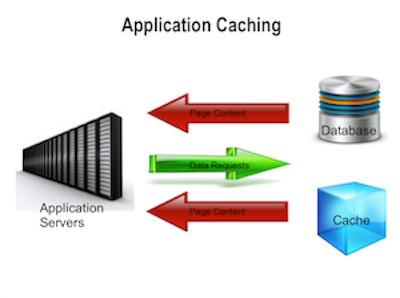 Application Caching
Page Content
Database
Data Requests
Page Content
Application
Servers
Cache